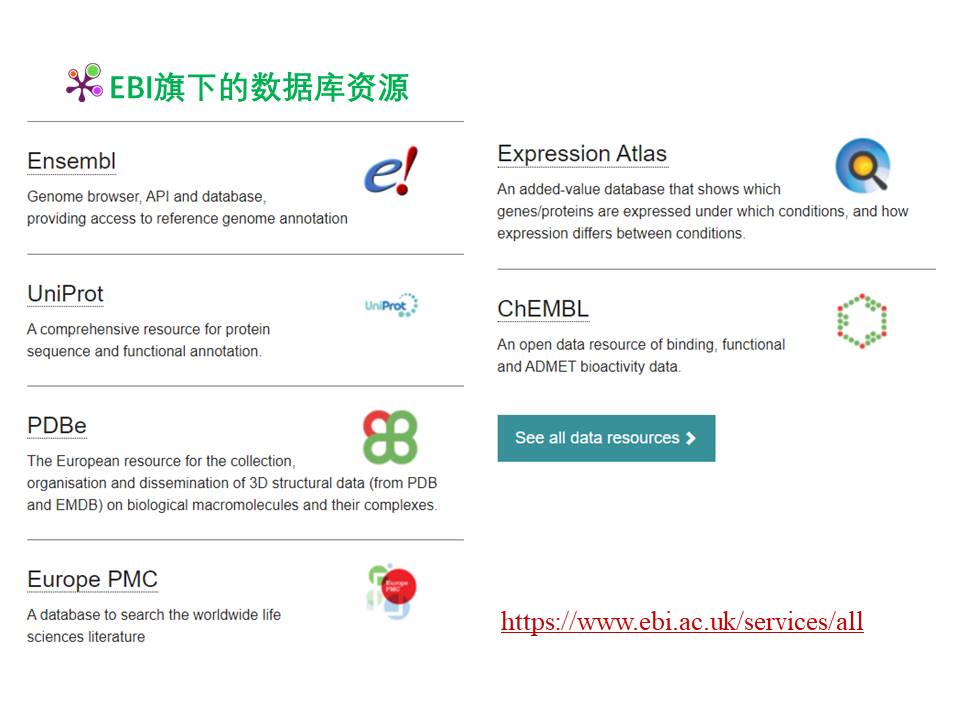 EBI旗下的数据库资源
Ensembl
Genome browser, API and database,
providing access to reference genome annotation
UniProt
UniProt
A comprehensive resource for protein
sequence and functional annotation.
PDBe
The European resource for the collection,
organisation and dissemination of 3D structural data (from PDB
and EMDB) on biological macromolecules and their complexes.
Europe PMC
Europe
PMC
A database to search the worldwide life
sciences literature
Expression Atlas
An added-value database that shows which
genes/proteins are expressed under which conditions, and how
expression differs between conditions.
ChEMBL
An open data resource of binding, functional
and ADMET bioactivity data.
See all data resources
https://www.ebi.ac.uk/services/all